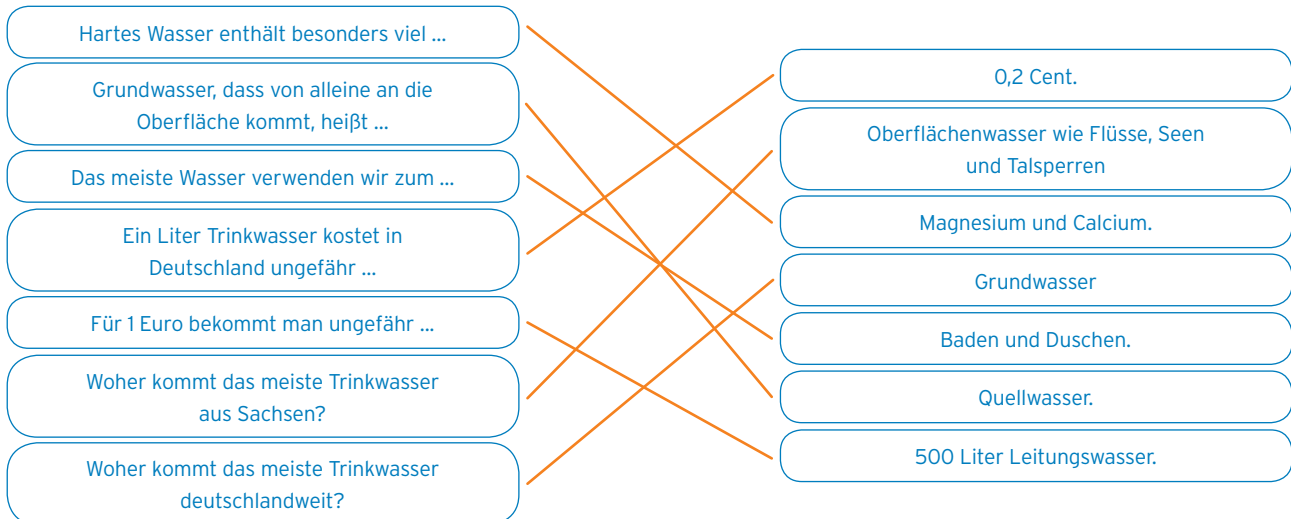 Hartes Wasser enthält besonders viel ...
Grundwasser, dass von alleine an die
Oberfläche kommt, heißt ...
Das meiste Wasser verwenden wir zum ...
Ein Liter Trinkwasser kostet in
Deutschland ungefähr ...
Für 1 Euro bekommt man ungefähr ...
Woher kommt das meiste Trinkwasser
aus Sachsen?
Woher kommt das meiste Trinkwasser
deutschlandweit?
0,2 Cent.
Oberflächenwasser wie Flüsse, Seen
und Talsperren
Magnesium und Calcium.
Grundwasser
Baden und Duschen.
Quellwasser.
500 Liter Leitungswasser.